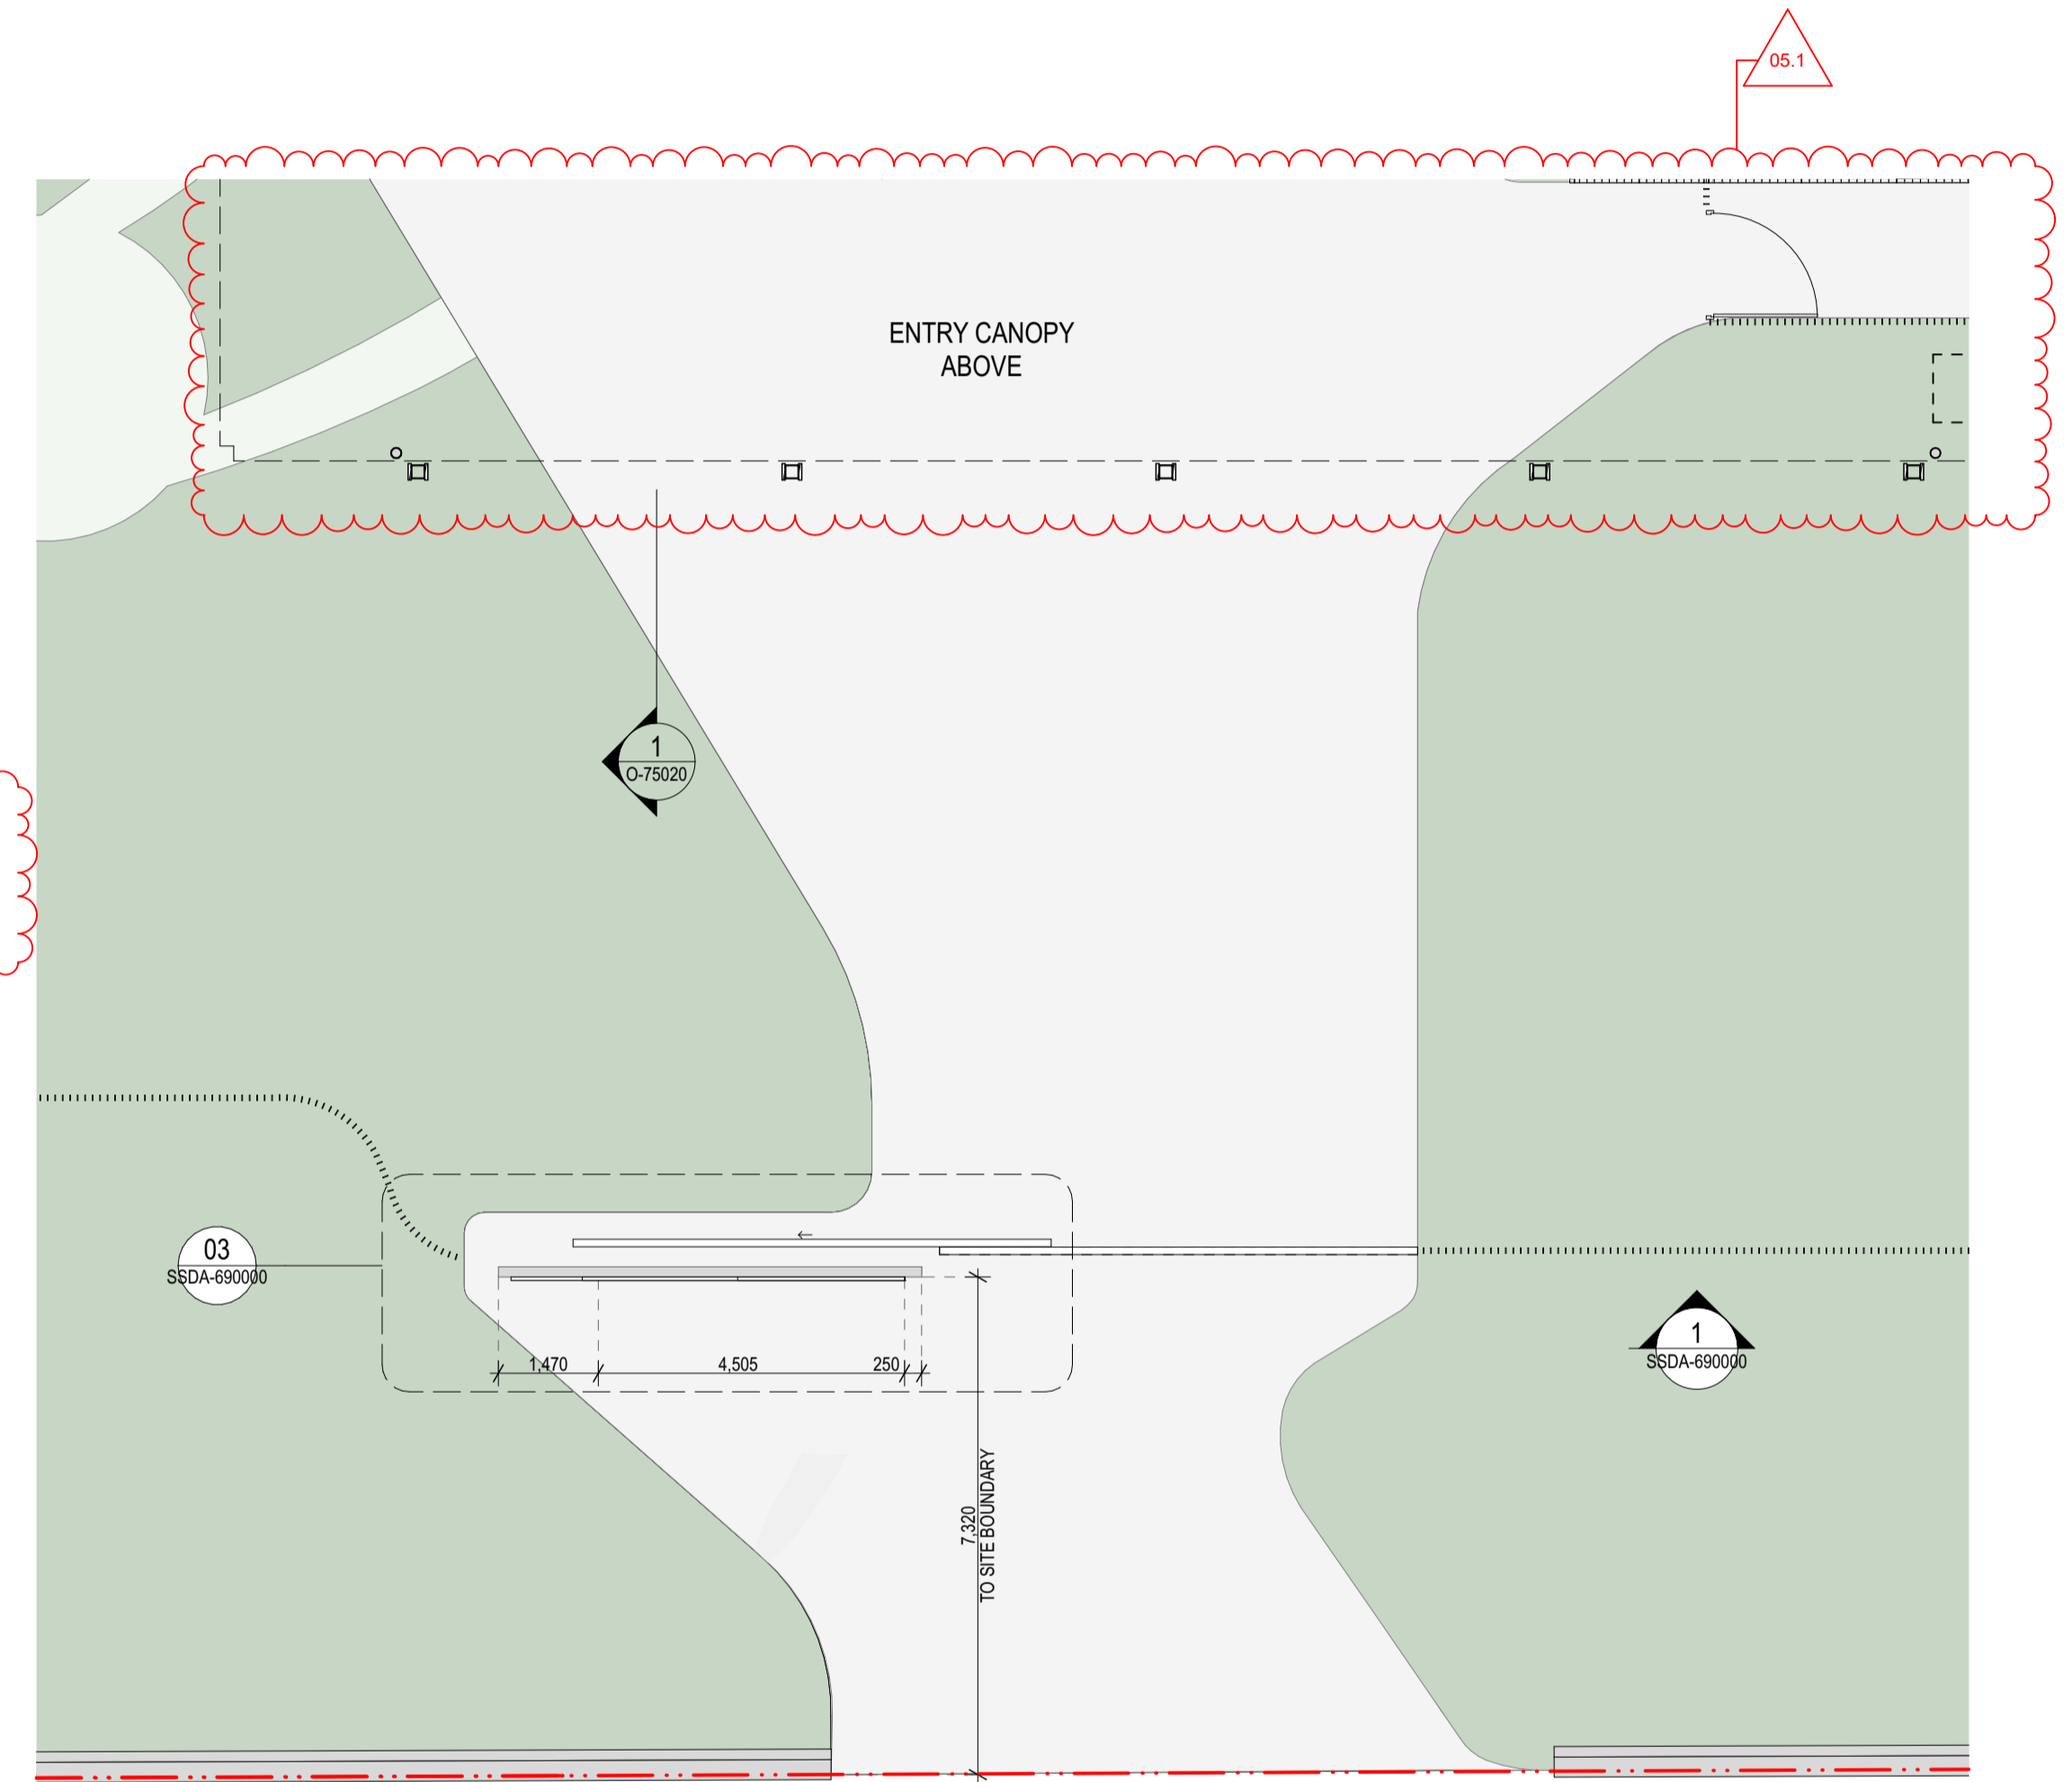 05.1
ENTRY CANOPY
ABOVE
1
O-75020
03
SSDA-690000
1
SSDA-690000
1,470
4,505
250
7,320
TO SITE BOUNDARY